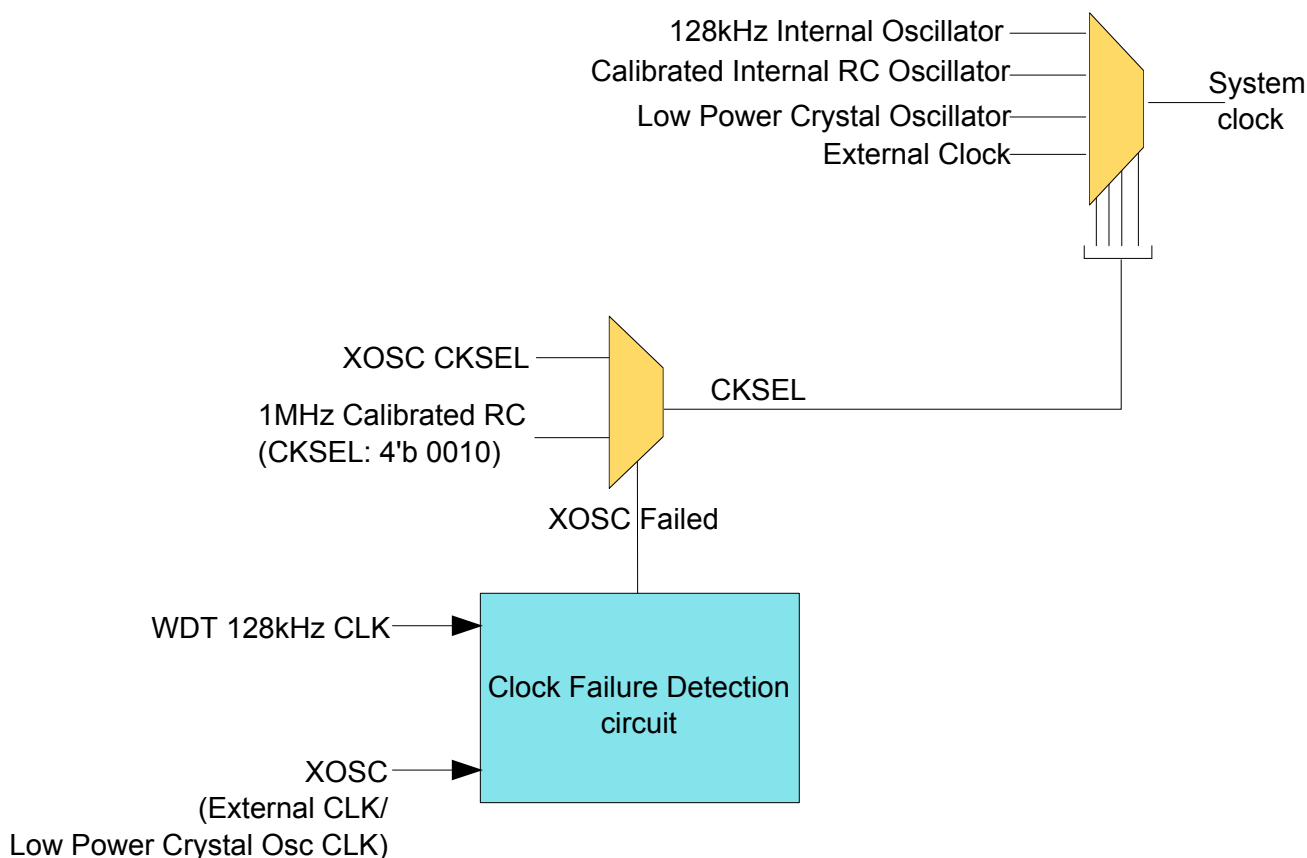 128kHz Internal Oscillator
Calibrated Internal RC Oscillator
Low Power Crystal Oscillator
External Clock
System
clock
XOSC CKSEL
1MHz Calibrated RC
(CKSEL: 4'b 0010)
CKSEL
XOSC Failed
WDT 128kHz CLK
Clock Failure Detection
circuit
XOSC
(External CLK/
Low Power Crystal Osc CLK)